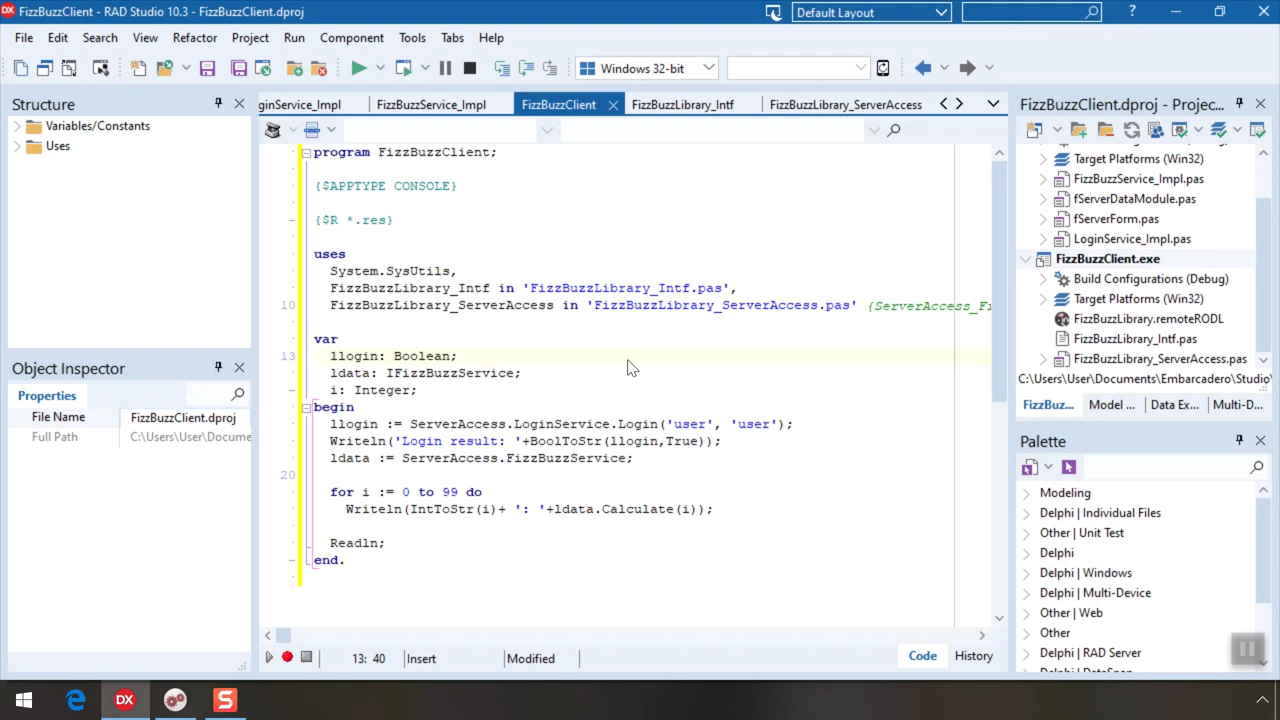 FizzBuzzClient - RAD Studio 10.3 - FizzBuzzClient.dproj
Default Layout
?
File Edit Search View Refactor Project Run Component Tools Tabs Help
Windows 32-bit
Structure
Variables/Constants
Uses
Object Inspector
Properties
File Name FizzBuzzClient.dproj
Full Path C:\Users\User\Docume
ginService_Impl FizzBuzzService_Impl FizzBuzzClient FizzBuzzLibrary_Intf FizzBuzzLibrary_ServerAccess
program FizzBuzzClient;
{$APPTYPE CONSOLE}
{$R *.res}
uses
System.SysUtils,
FizzBuzzLibrary_Intf in 'FizzBuzzLibrary_Intf.pas',
10 FizzBuzzLibrary_ServerAccess in 'FizzBuzzLibrary_ServerAccess.pas' {ServerAccess_Fi
var
13 llogin: Boolean;
ldata: IFizzBuzzService;
i: Integer;
begin
llogin := ServerAccess.LoginService.Login('user', 'user');
Writeln('Login result: '+BoolToStr(llogin,True));
ldata := ServerAccess.FizzBuzzService;
20
for i := 0 to 99 do
Writeln(IntToStr(i)+ ': '+ldata.Calculate(i));
Readln;
end.
13: 40 Insert Modified Code History
FizzBuzzClient.dproj - Projec...
Target Platforms (Win32)
FizzBuzzService_Impl.pas
fServerDataModule.pas
fServerForm.pas
LoginService_Impl.pas
FizzBuzzClient.exe
Build Configurations (Debug)
Target Platforms (Win32)
FizzBuzzLibrary.remoteRODL
FizzBuzzLibrary_Intf.pas
FizzBuzzLibrary_ServerAccess.pas
C:\Users\User\Documents\Embarcadero\Studio\
FizzBuz... Model ... Data Ex... Multi-D...
Palette
Modeling
Delphi | Individual Files
Other | Unit Test
Delphi
Delphi | Windows
Delphi | Multi-Device
Other | Web
Other
Delphi | RAD Server
Delphi | DataSnap
DX
S